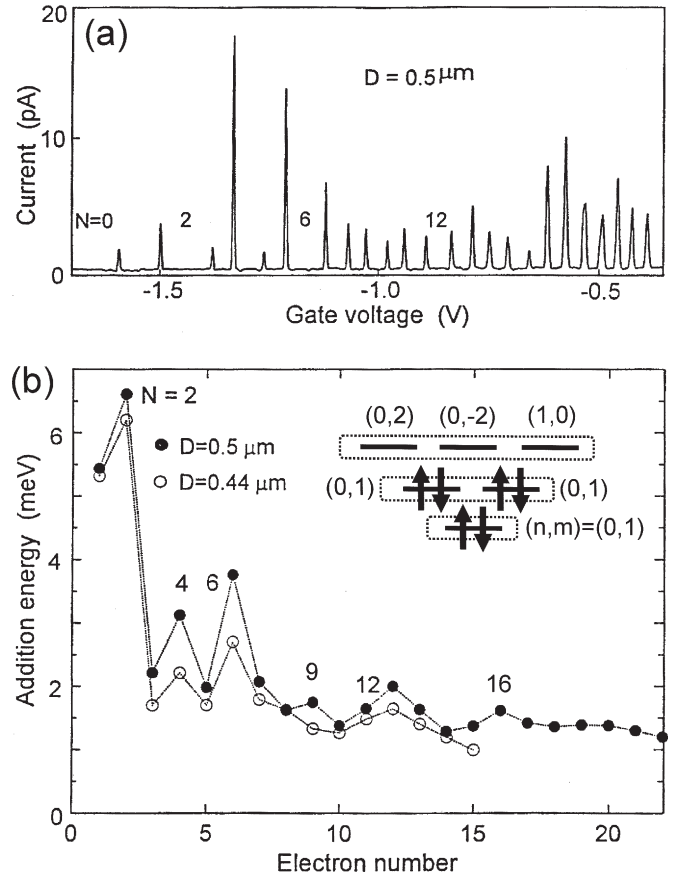 (a)
20
10
0
Current (pA)
D = 0.5 μm
N=0 2 6 12
-1.5 -1.0 -0.5
Gate voltage (V)
(b)
6
4
2
0
Addition energy (meV)
N = 2
D=0.5 μm
D=0.44 μm
(0,2) (0,-2) (1,0)
(0,1) (0,1)
(n,m)=(0,1)
4 6
9 12 16
0 5 10 15 20
Electron number